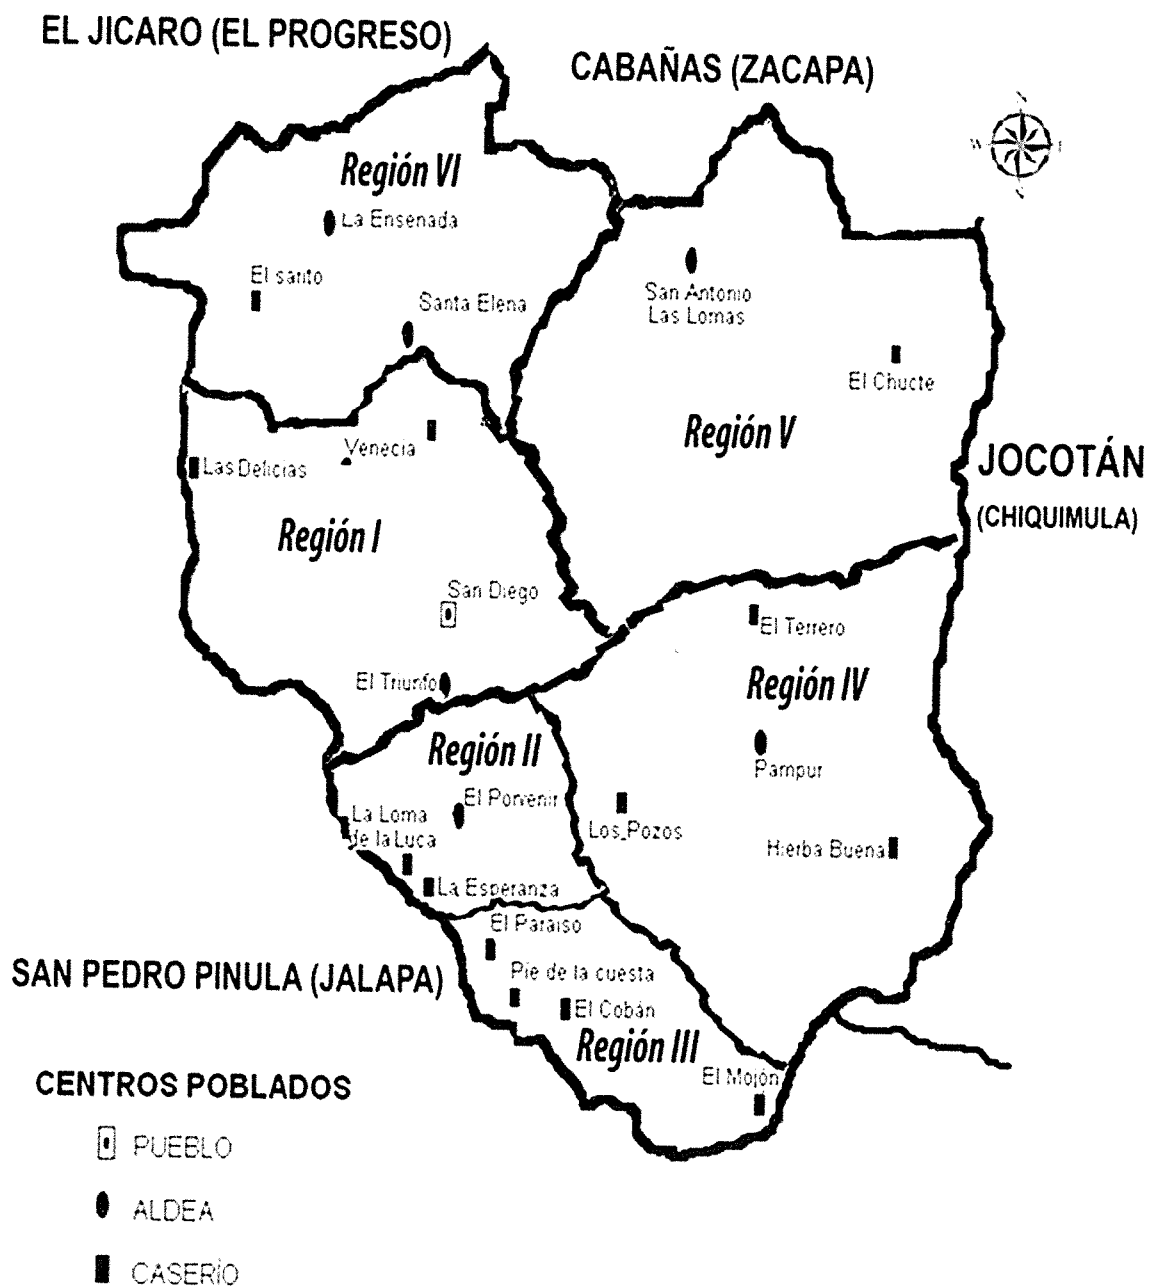 EL JICARO (EL PROGRESO)
CABAÑAS (ZACAPA)
N
W
E
Región VI
La Ensenada
El sarito
Santa Elena
San Antonio
Las Lomas
El Chucte
Región V
Venecia
Las Delicias
JOCOTÁN
(CHIQUIMULA)
Región I
San Diego
El Terrero
El Triunfo
Región IV
Región II
Pampur
El Porvenir
La Loma
de la Luca
Los Pozos
Hierba Buena
La Esperanza
El Paraiso
SAN PEDRO PINULA (JALAPA)
Pie de la cuesta
El Cobán
Región III
El Mojón
CENTROS POBLADOS
PUEBLO
ALDEA
CASERÍO